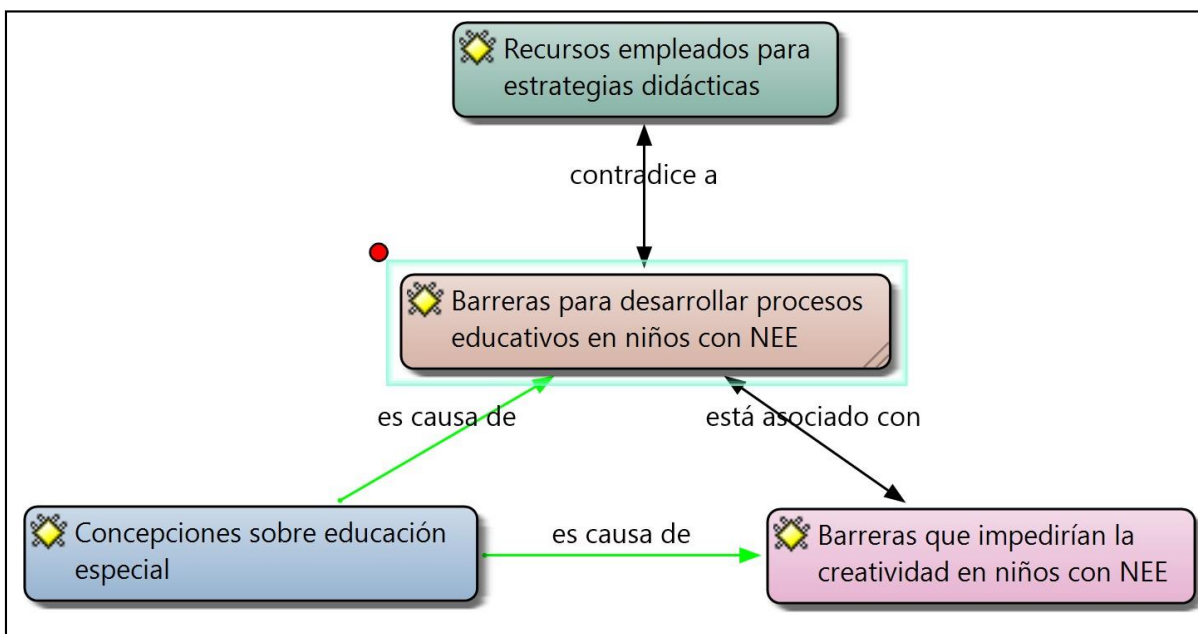 Recursos empleados para
estrategias didácticas
contradice a
Barreras para desarrollar procesos
educativos en niños con NEE
es causa de
está asociado con
Concepciones sobre educación
especial
es causa de
Barreras que impedirían la
creatividad en niños con NEE